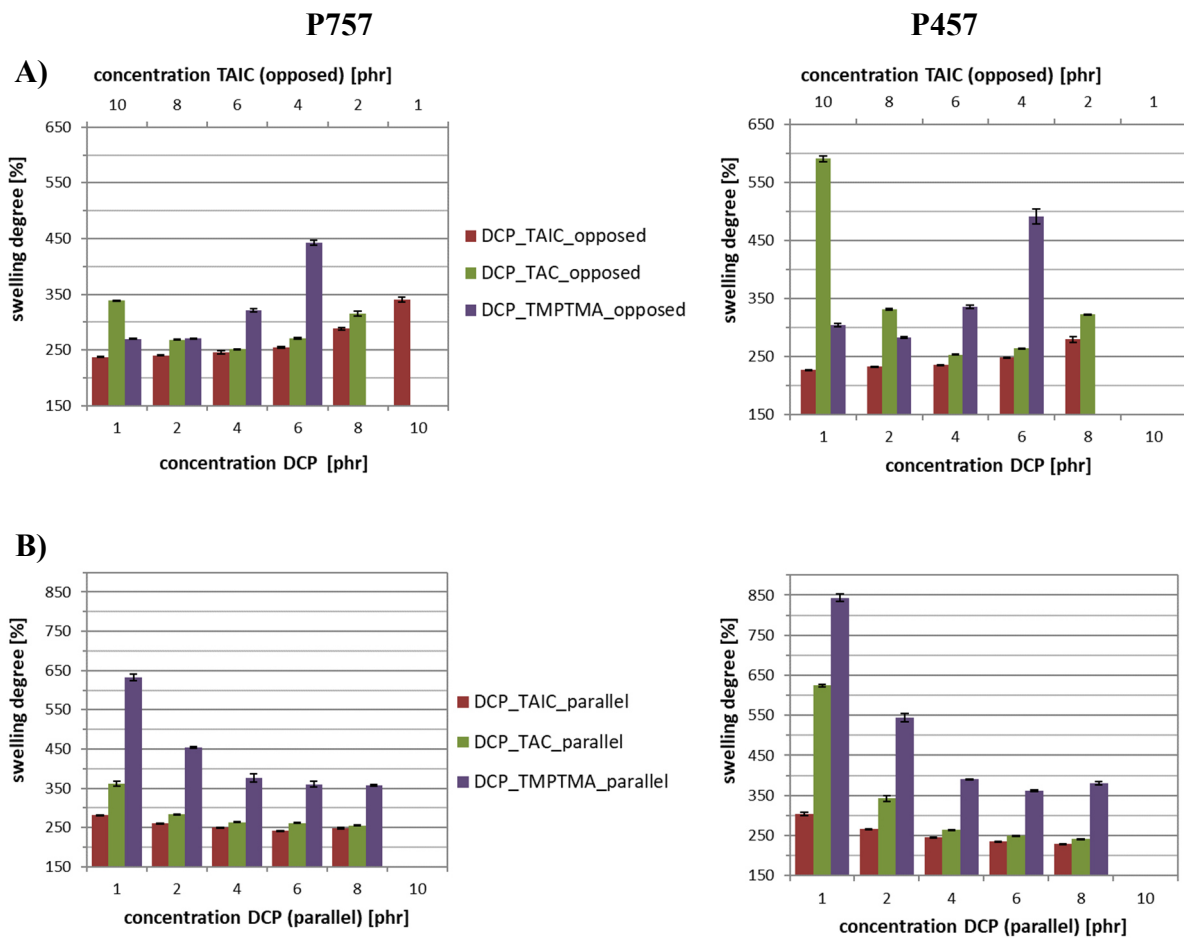 P757
P457
A)
concentration TAIC (opposed) [phr]
10 8 6 4 2 1
650
550
450
350
250
150
swelling degree [%]
1 2 4 6 8 10
concentration DCP [phr]
DCP_TAIC_opposed
DCP_TAC_opposed
DCP_TMPTMA_opposed
concentration TAIC (opposed) [phr]
10 8 6 4 2 1
650
550
450
350
250
150
swelling degree [%]
1 2 4 6 8 10
concentration DCP [phr]
B)
850
750
650
550
450
350
250
150
swelling degree [%]
1 2 4 6 8 10
concentration DCP (parallel) [phr]
DCP_TAIC_parallel
DCP_TAC_parallel
DCP_TMPTMA_parallel
850
750
650
550
450
350
250
150
swelling degree [%]
1 2 4 6 8 10
concentration DCP (parallel) [phr]